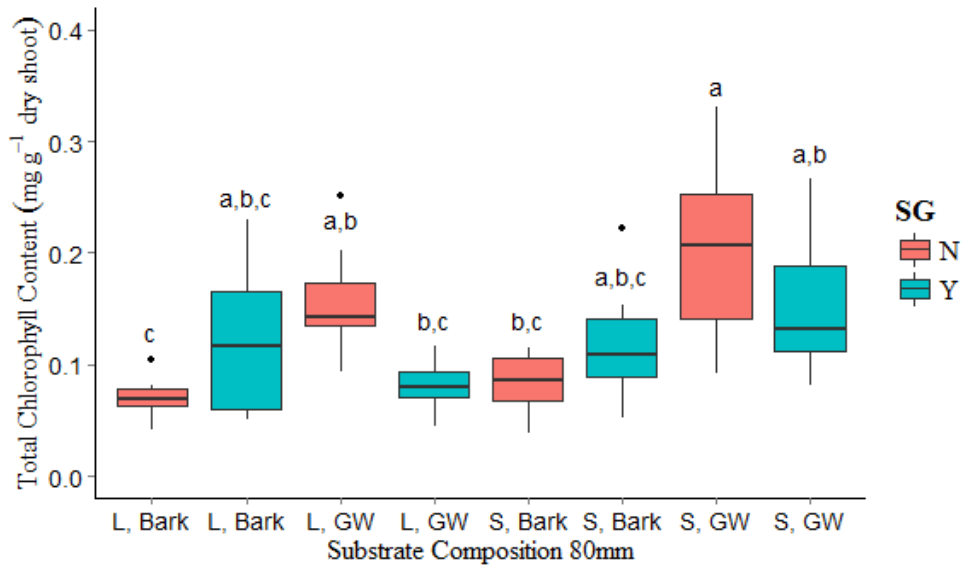 Total Chlorophyll Content (mg g⁻¹ dry shoot)
0.4
0.3
0.2
0.1
0.0
c
a,b,c
a,b
b,c
b,c
a,b,c
a
a,b
L, Bark
L, Bark
L, GW
L, GW
S, Bark
S, Bark
S, GW
S, GW
Substrate Composition 80mm
SG
N
Y